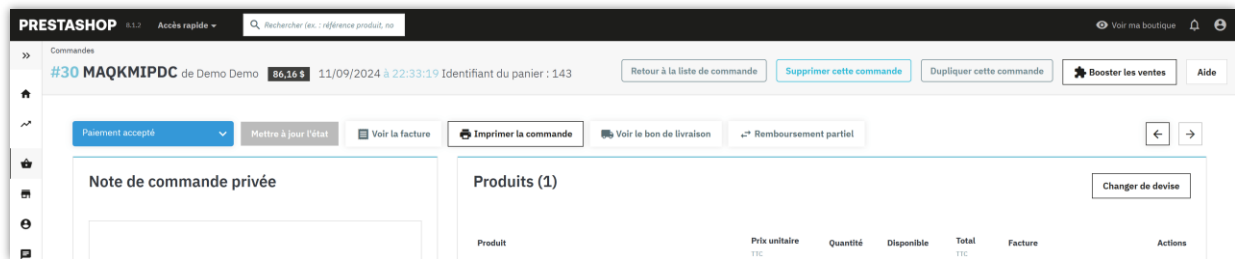 PRESTASHOP 8.1.2 Accès rapide Rechercher (ex. : référence produit, no Voir ma boutique
Commandes
#30 MAQKMIPDC de Demo Demo 86,16 $ 11/09/2024 à 22:33:19 Identifiant du panier : 143 Retour à la liste de commande Supprimer cette commande Dupliquer cette commande Booster les ventes Aide
Paiement accepté Mettre à jour l'état Voir la facture Imprimer la commande Voir le bon de livraison Remboursement partiel
Note de commande privée Produits (1) Changer de devise
Produit Prix unitaire Quantité Disponible Total Facture Actions
TTC TTC